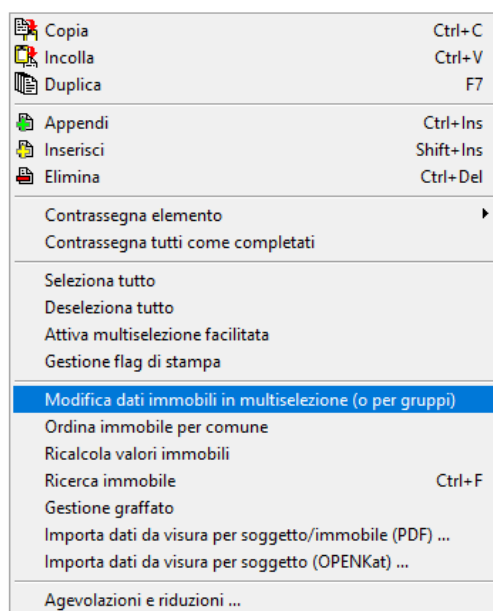 Copia Ctrl+C
Incolla Ctrl+V
Duplica F7
Appendi Ctrl+Ins
Inserisci Shift+Ins
Elimina Ctrl+Del
Contrassegna elemento
Contrassegna tutti come completati
Seleziona tutto
Deseleziona tutto
Attiva multiselezione facilitata
Gestione flag di stampa
Modifica dati immobili in multiselezione (o per gruppi)
Ordina immobile per comune
Ricalcola valori immobili
Ricerca immobile Ctrl+F
Gestione graffato
Importa dati da visura per soggetto/immobile (PDF) ...
Importa dati da visura per soggetto (OPENKat) ...
Agevolazioni e riduzioni ...